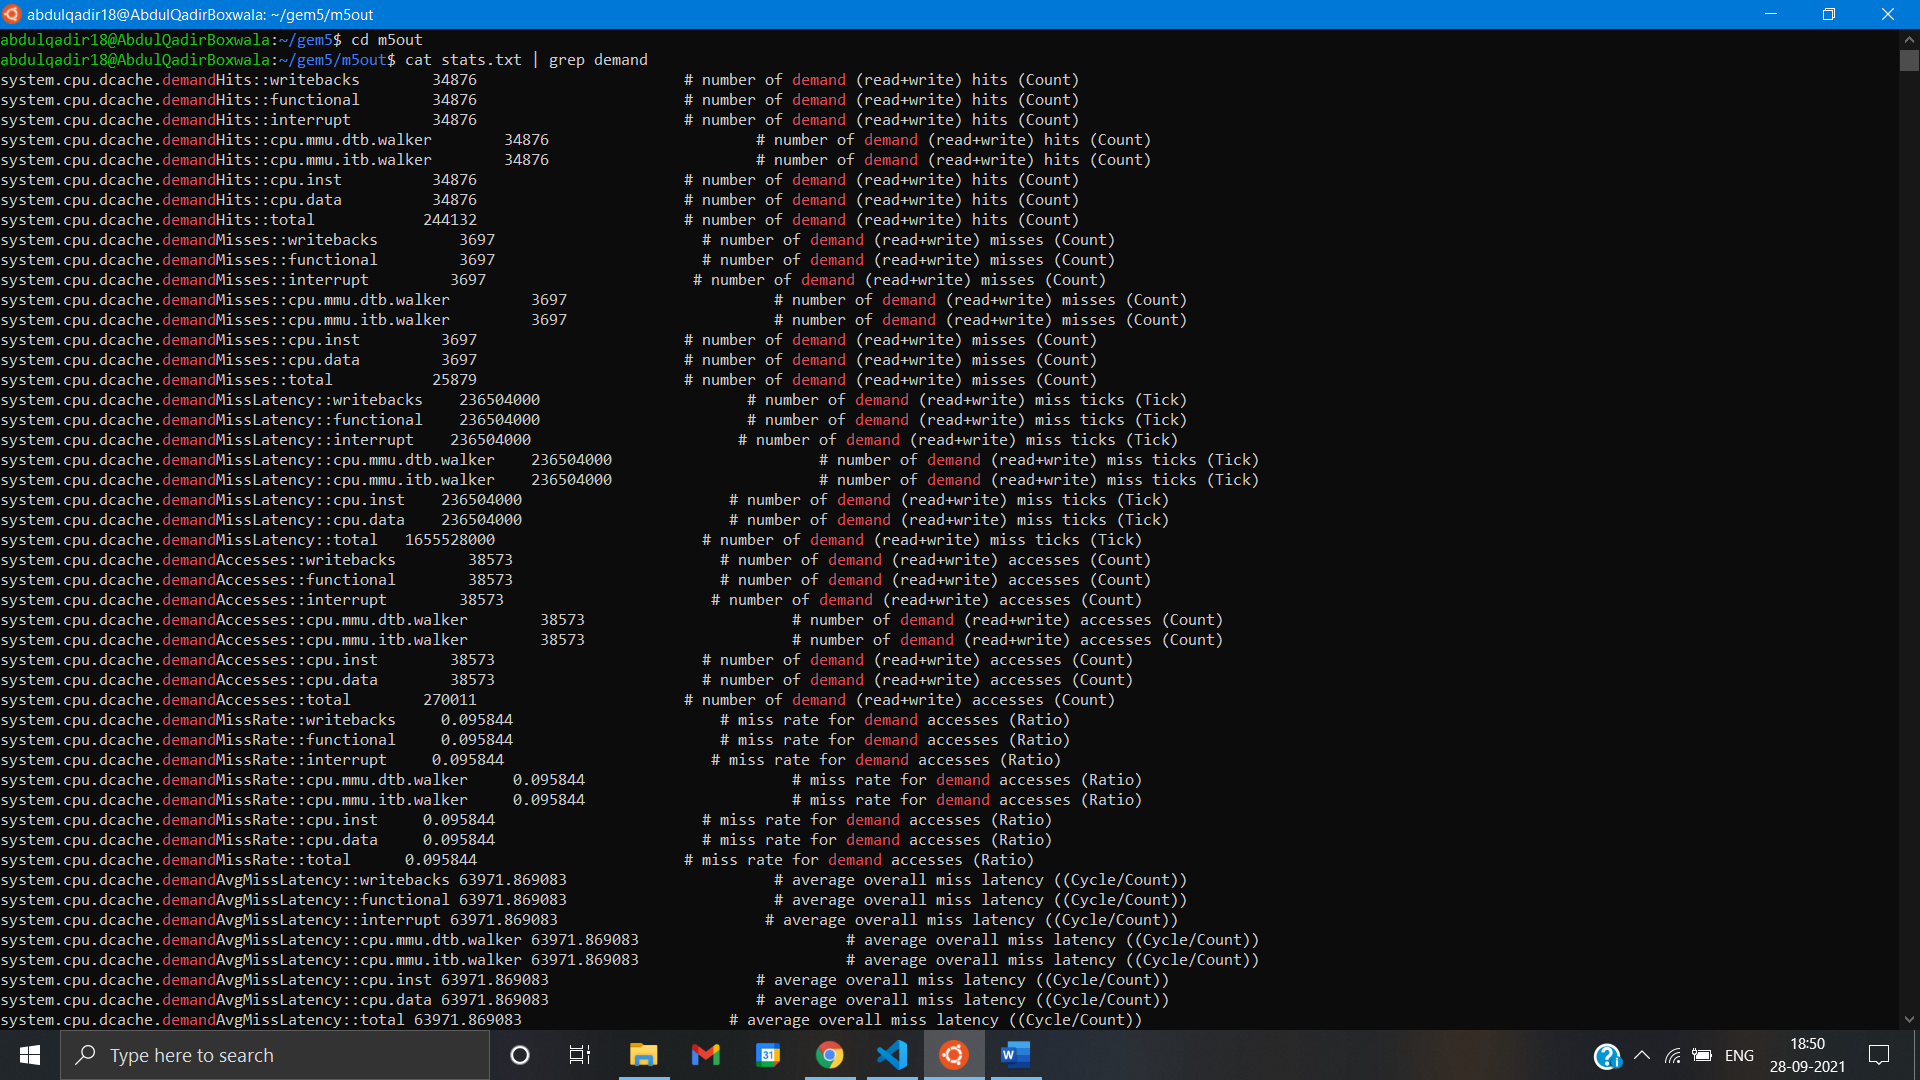 abdulqadir18@AbdulQadirBoxwala: ~/gem5/m5out
abdulqadir18@AbdulQadirBoxwala:~/gem5$ cd m5out
abdulqadir18@AbdulQadirBoxwala:~/gem5/m5out$ cat stats.txt | grep demand
system.cpu.dcache.demandHits::writebacks 34876 # number of demand (read+write) hits (Count)
system.cpu.dcache.demandHits::functional 34876 # number of demand (read+write) hits (Count)
system.cpu.dcache.demandHits::interrupt 34876 # number of demand (read+write) hits (Count)
system.cpu.dcache.demandHits::cpu.mmu.dtb.walker 34876 # number of demand (read+write) hits (Count)
system.cpu.dcache.demandHits::cpu.mmu.itb.walker 34876 # number of demand (read+write) hits (Count)
system.cpu.dcache.demandHits::cpu.inst 34876 # number of demand (read+write) hits (Count)
system.cpu.dcache.demandHits::cpu.data 34876 # number of demand (read+write) hits (Count)
system.cpu.dcache.demandHits::total 244132 # number of demand (read+write) hits (Count)
system.cpu.dcache.demandMisses::writebacks 3697 # number of demand (read+write) misses (Count)
system.cpu.dcache.demandMisses::functional 3697 # number of demand (read+write) misses (Count)
system.cpu.dcache.demandMisses::interrupt 3697 # number of demand (read+write) misses (Count)
system.cpu.dcache.demandMisses::cpu.mmu.dtb.walker 3697 # number of demand (read+write) misses (Count)
system.cpu.dcache.demandMisses::cpu.mmu.itb.walker 3697 # number of demand (read+write) misses (Count)
system.cpu.dcache.demandMisses::cpu.inst 3697 # number of demand (read+write) misses (Count)
system.cpu.dcache.demandMisses::cpu.data 3697 # number of demand (read+write) misses (Count)
system.cpu.dcache.demandMisses::total 25879 # number of demand (read+write) misses (Count)
system.cpu.dcache.demandMissLatency::writebacks 236504000 # number of demand (read+write) miss ticks (Tick)
system.cpu.dcache.demandMissLatency::functional 236504000 # number of demand (read+write) miss ticks (Tick)
system.cpu.dcache.demandMissLatency::interrupt 236504000 # number of demand (read+write) miss ticks (Tick)
system.cpu.dcache.demandMissLatency::cpu.mmu.dtb.walker 236504000 # number of demand (read+write) miss ticks (Tick)
system.cpu.dcache.demandMissLatency::cpu.mmu.itb.walker 236504000 # number of demand (read+write) miss ticks (Tick)
system.cpu.dcache.demandMissLatency::cpu.inst 236504000 # number of demand (read+write) miss ticks (Tick)
system.cpu.dcache.demandMissLatency::cpu.data 236504000 # number of demand (read+write) miss ticks (Tick)
system.cpu.dcache.demandMissLatency::total 1655528000 # number of demand (read+write) miss ticks (Tick)
system.cpu.dcache.demandAccesses::writebacks 38573 # number of demand (read+write) accesses (Count)
system.cpu.dcache.demandAccesses::functional 38573 # number of demand (read+write) accesses (Count)
system.cpu.dcache.demandAccesses::interrupt 38573 # number of demand (read+write) accesses (Count)
system.cpu.dcache.demandAccesses::cpu.mmu.dtb.walker 38573 # number of demand (read+write) accesses (Count)
system.cpu.dcache.demandAccesses::cpu.mmu.itb.walker 38573 # number of demand (read+write) accesses (Count)
system.cpu.dcache.demandAccesses::cpu.inst 38573 # number of demand (read+write) accesses (Count)
system.cpu.dcache.demandAccesses::cpu.data 38573 # number of demand (read+write) accesses (Count)
system.cpu.dcache.demandAccesses::total 270011 # number of demand (read+write) accesses (Count)
system.cpu.dcache.demandMissRate::writebacks 0.095844 # miss rate for demand accesses (Ratio)
system.cpu.dcache.demandMissRate::functional 0.095844 # miss rate for demand accesses (Ratio)
system.cpu.dcache.demandMissRate::interrupt 0.095844 # miss rate for demand accesses (Ratio)
system.cpu.dcache.demandMissRate::cpu.mmu.dtb.walker 0.095844 # miss rate for demand accesses (Ratio)
system.cpu.dcache.demandMissRate::cpu.mmu.itb.walker 0.095844 # miss rate for demand accesses (Ratio)
system.cpu.dcache.demandMissRate::cpu.inst 0.095844 # miss rate for demand accesses (Ratio)
system.cpu.dcache.demandMissRate::cpu.data 0.095844 # miss rate for demand accesses (Ratio)
system.cpu.dcache.demandMissRate::total 0.095844 # miss rate for demand accesses (Ratio)
system.cpu.dcache.demandAvgMissLatency::writebacks 63971.869083 # average overall miss latency ((Cycle/Count))
system.cpu.dcache.demandAvgMissLatency::functional 63971.869083 # average overall miss latency ((Cycle/Count))
system.cpu.dcache.demandAvgMissLatency::interrupt 63971.869083 # average overall miss latency ((Cycle/Count))
system.cpu.dcache.demandAvgMissLatency::cpu.mmu.dtb.walker 63971.869083 # average overall miss latency ((Cycle/Count))
system.cpu.dcache.demandAvgMissLatency::cpu.mmu.itb.walker 63971.869083 # average overall miss latency ((Cycle/Count))
system.cpu.dcache.demandAvgMissLatency::cpu.inst 63971.869083 # average overall miss latency ((Cycle/Count))
system.cpu.dcache.demandAvgMissLatency::cpu.data 63971.869083 # average overall miss latency ((Cycle/Count))
system.cpu.dcache.demandAvgMissLatency::total 63971.869083 # average overall miss latency ((Cycle/Count))
Type here to search
31
W
ENG
18:50
28-09-2021